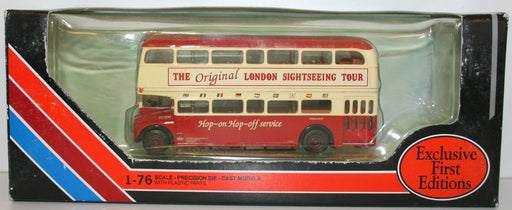 THE Original LONDON SIGHTSEEING TOUR
Hop-on Hop-off service
1-76 SCALE - PRECISION DIE - CAST MODELS
WITH PLASTIC PARTS.
Exclusive
First
Editions